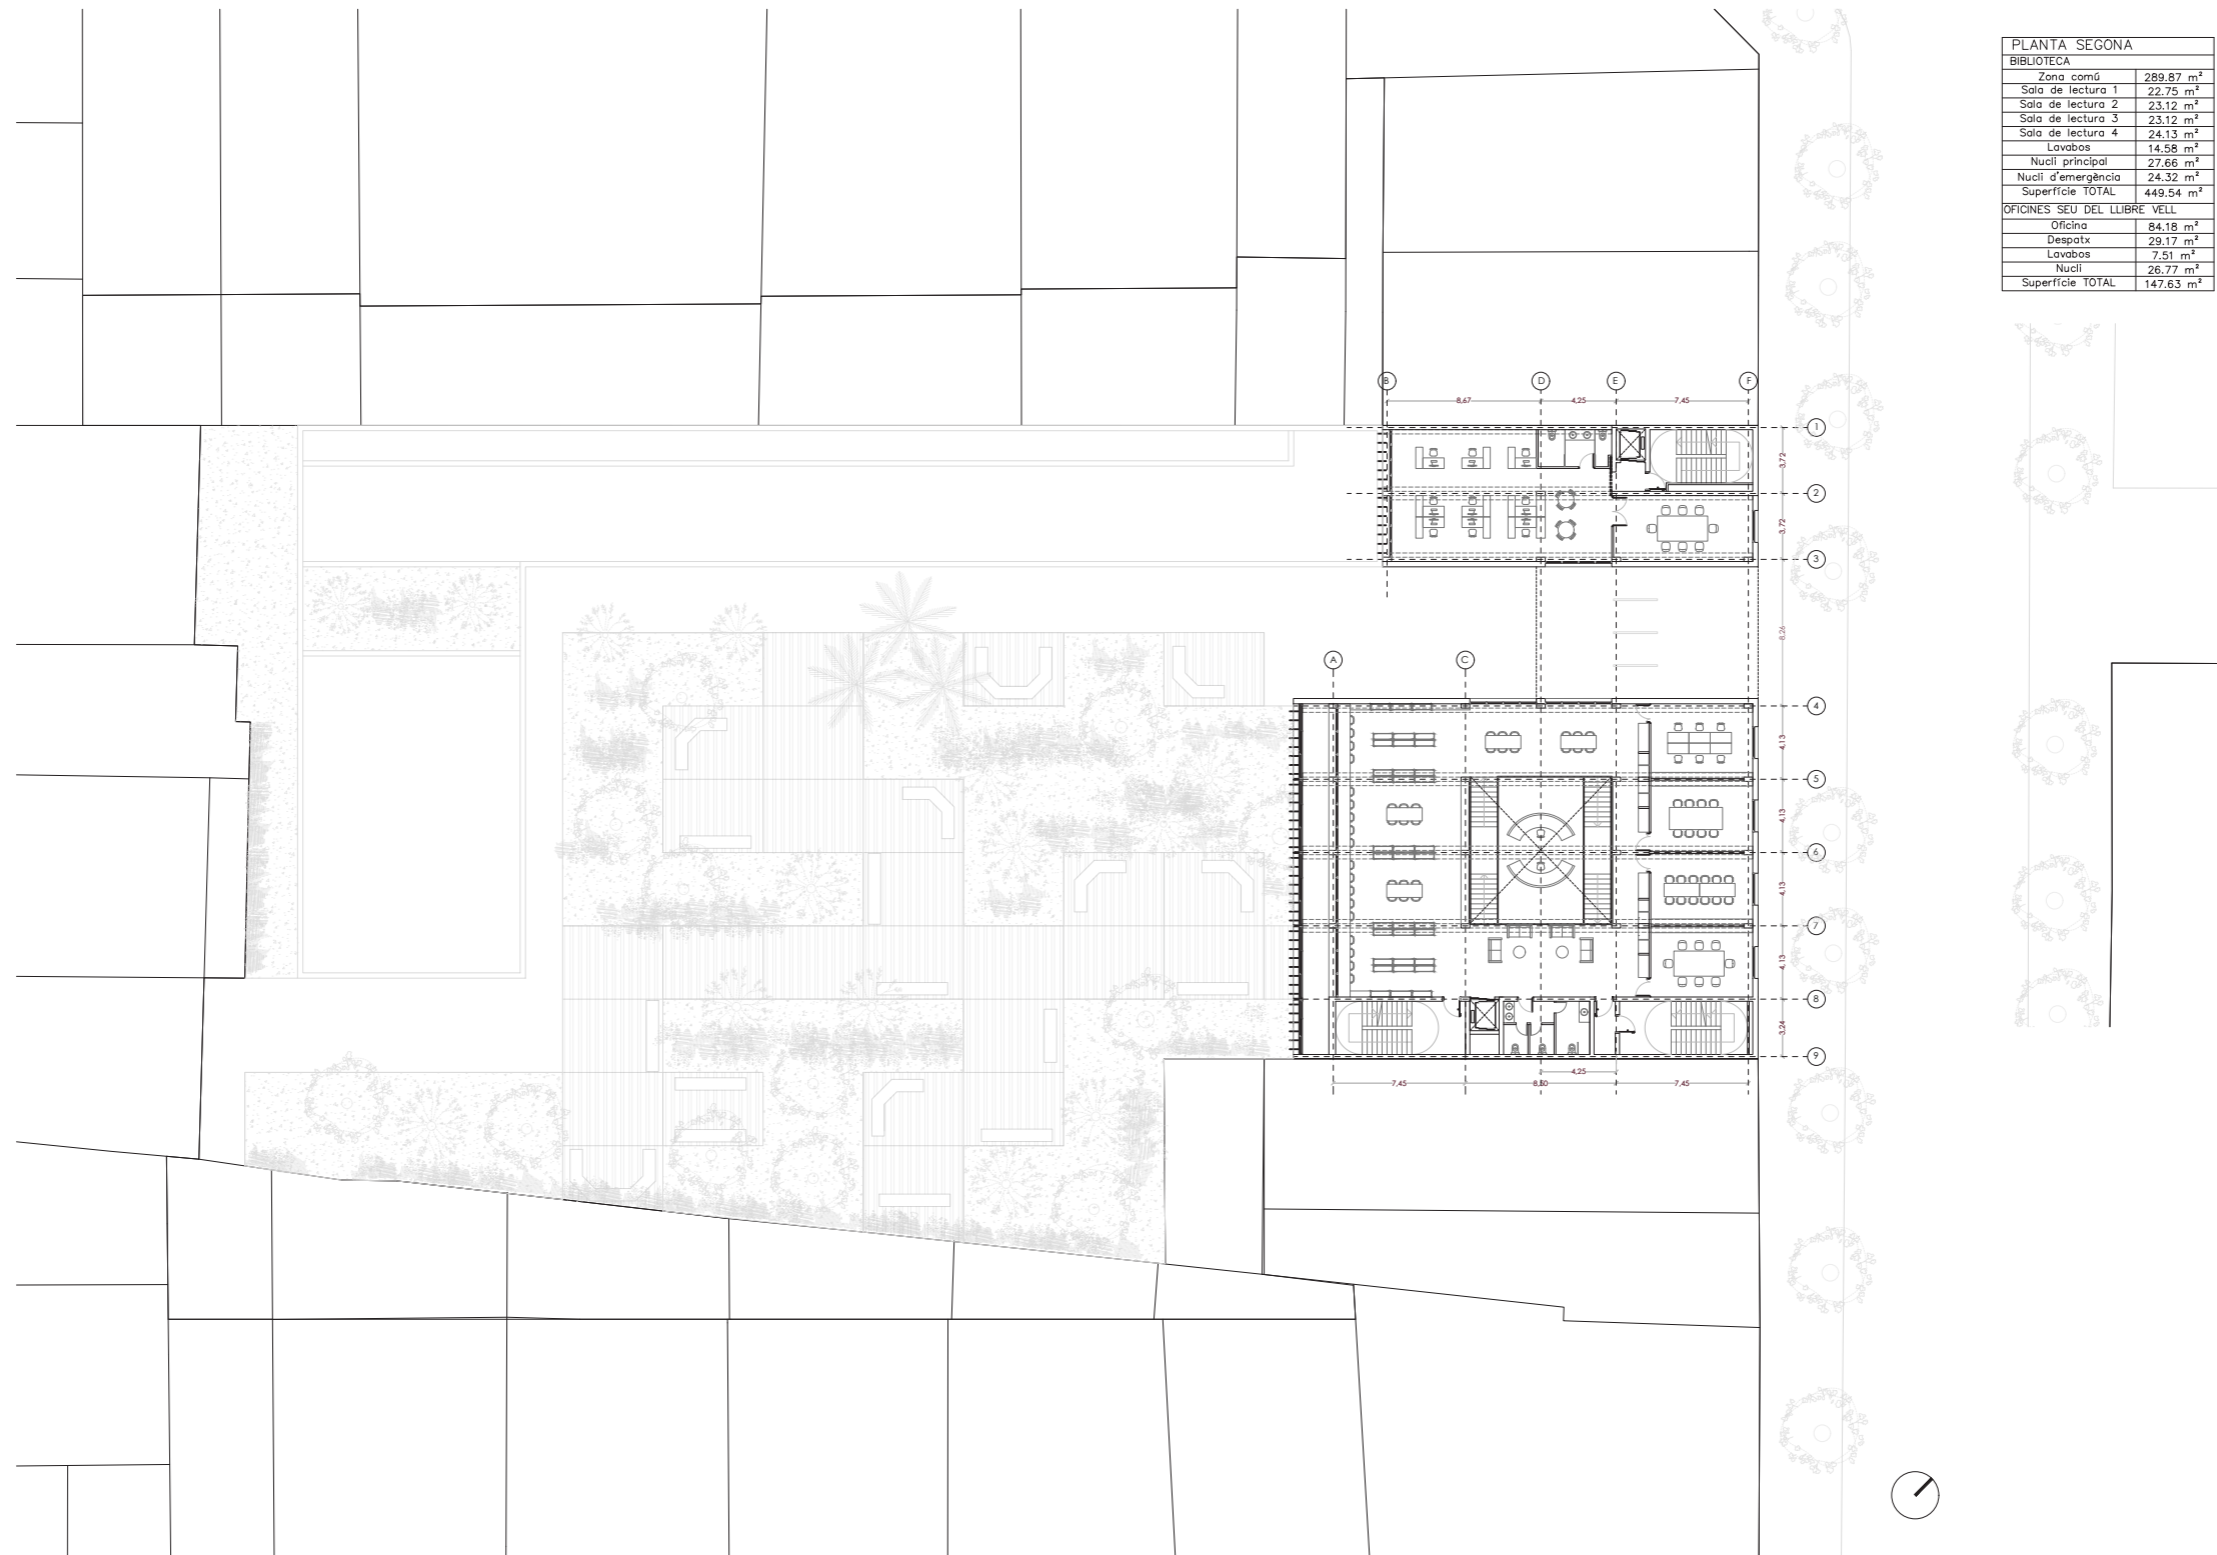 PLANTA SEGONA
BIBLIOTECA
Zona comú 289.87 m²
Sala de lectura 1 22.75 m²
Sala de lectura 2 23.12 m²
Sala de lectura 3 23.12 m²
Sala de lectura 4 24.13 m²
Lavabos 14.58 m²
Nucli principal 27.66 m²
Nucli d'emergència 24.32 m²
Superfície TOTAL 449.54 m²
OFICINES SEU DEL LLIBRE VELL
Oficina 84.18 m²
Despatx 29.17 m²
Lavabos 7.51 m²
Nucli 26.77 m²
Superfície TOTAL 147.63 m²
B D E F
8,67 4,25 7,45
1
3,72
2
3,72
3
8,26
A C
4
4,13
5
4,13
6
4,13
7
4,13
8
3,24
9
4,25
7,45 8,50 7,45